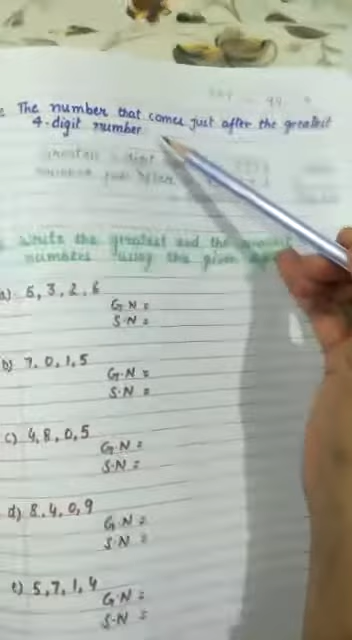 The number that comes just after the greatest
4-digit number
write the greatest and the
numbers using the given
a) 6, 3, 2, 6
G.N =
S.N =
b) 7, 0, 1, 5
G.N =
S.N =
c) 4, 8, 0, 5
G.N =
S.N =
d) 8, 4, 0, 9
G.N =
S.N =
e) 5, 7, 1, 4
G.N =
S.N =